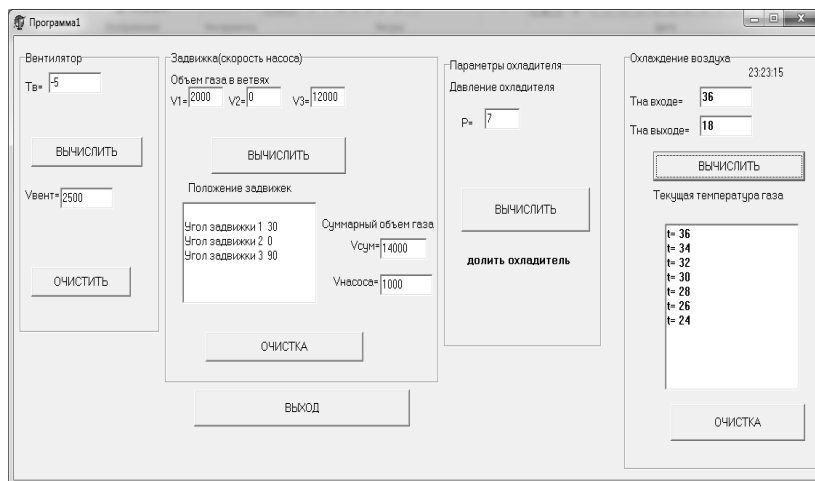 Программа1
Вентилятор
Tв= -5
ВЫЧИСЛИТЬ
Vвент= 2500
ОЧИСТИТЬ
Задвижка(скорость насоса)
Объем газа в ветвях
V1= 2000 V2= 0 V3= 12000
ВЫЧИСЛИТЬ
Положение задвижек
Угол задвижки 1 30
Угол задвижки 2 0
Угол задвижки 3 90
Суммарный объем газа
Vсум= 14000
Vнасоса= 1000
ОЧИСТКА
ВЫХОД
Параметры охладителя
Давление охладителя
P= 7
ВЫЧИСЛИТЬ
долить охладитель
Охлаждение воздуха
23:23:15
Tна входе= 36
Tна выходе= 18
ВЫЧИСЛИТЬ
Текущая температура газа
t= 36
t= 34
t= 32
t= 30
t= 28
t= 26
t= 24
ОЧИСТКА